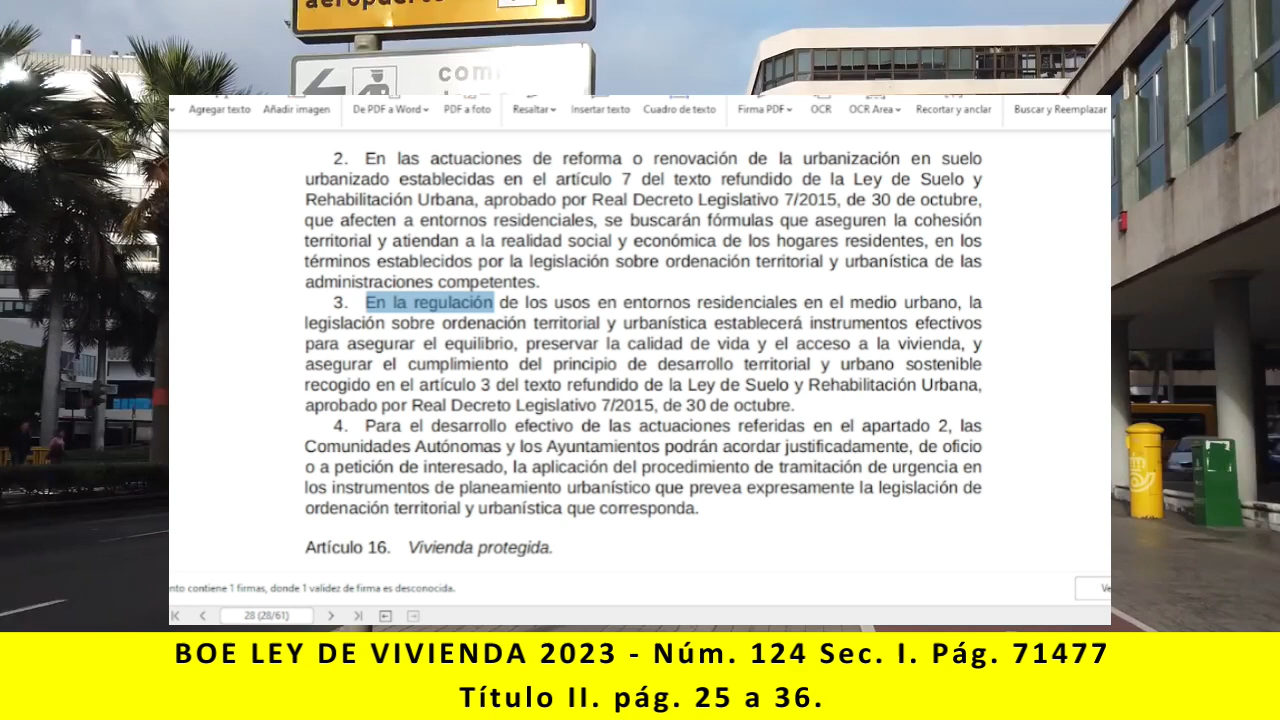 aeropuerto
com
Agregar texto Añadir imagen De PDF a Word PDF a foto Resaltar Insertar texto Cuadro de texto Firma PDF OCR OCR Area Recortar y anclar Buscar y Reemplazar
2. En las actuaciones de reforma o renovación de la urbanización en suelo
urbanizado establecidas en el artículo 7 del texto refundido de la Ley de Suelo y
Rehabilitación Urbana, aprobado por Real Decreto Legislativo 7/2015, de 30 de octubre,
que afecten a entornos residenciales, se buscarán fórmulas que aseguren la cohesión
territorial y atiendan a la realidad social y económica de los hogares residentes, en los
términos establecidos por la legislación sobre ordenación territorial y urbanística de las
administraciones competentes.
3. En la regulación de los usos en entornos residenciales en el medio urbano, la
legislación sobre ordenación territorial y urbanística establecerá instrumentos efectivos
para asegurar el equilibrio, preservar la calidad de vida y el acceso a la vivienda, y
asegurar el cumplimiento del principio de desarrollo territorial y urbano sostenible
recogido en el artículo 3 del texto refundido de la Ley de Suelo y Rehabilitación Urbana,
aprobado por Real Decreto Legislativo 7/2015, de 30 de octubre.
4. Para el desarrollo efectivo de las actuaciones referidas en el apartado 2, las
Comunidades Autónomas y los Ayuntamientos podrán acordar justificadamente, de oficio
o a petición de interesado, la aplicación del procedimiento de tramitación de urgencia en
los instrumentos de planeamiento urbanístico que prevea expresamente la legislación de
ordenación territorial y urbanística que corresponda.
Artículo 16. Vivienda protegida.
nto contiene 1 firmas, donde 1 validez de firma es desconocida. Ve
28 (28/61)
BOE LEY DE VIVIENDA 2023 - Núm. 124 Sec. I. Pág. 71477
Título II. pág. 25 a 36.